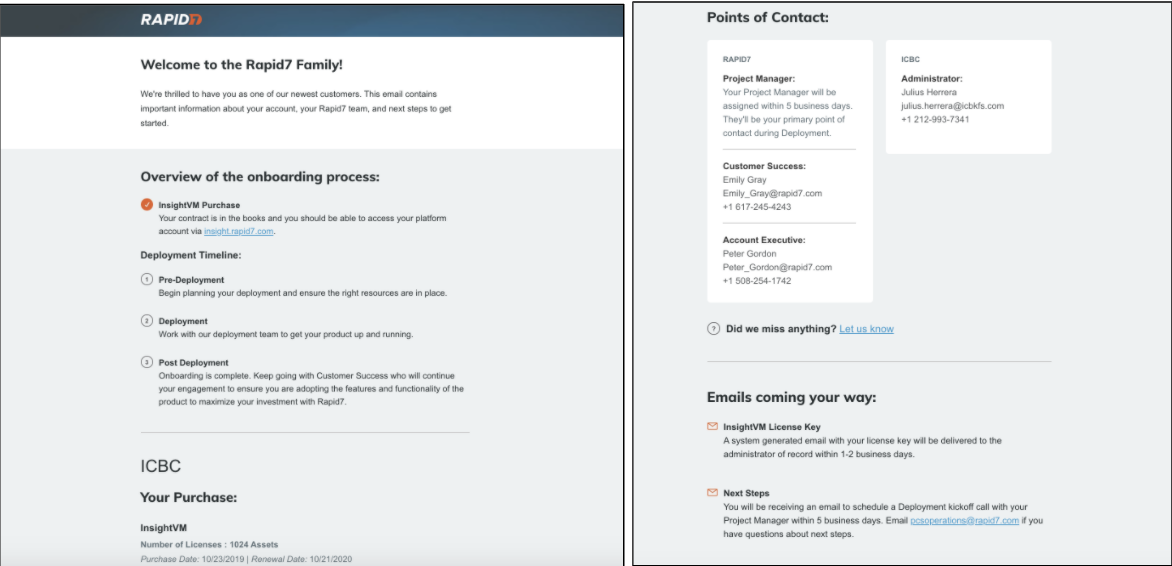 RAPID7
Welcome to the Rapid7 Family!
We're thrilled to have you as one of our newest customers. This email contains
important information about your account, your Rapid7 team, and next steps to get
started.
Overview of the onboarding process:
InsightVM Purchase
Your contract is in the books and you should be able to access your platform
account via insight.rapid7.com.
Deployment Timeline:
1 Pre-Deployment
Begin planning your deployment and ensure the right resources are in place.
2 Deployment
Work with our deployment team to get your product up and running.
3 Post Deployment
Onboarding is complete. Keep going with Customer Success who will continue
your engagement to ensure you are adopting the features and functionality of the
product to maximize your investment with Rapid7.
ICBC
Your Purchase:
InsightVM
Number of Licenses : 1024 Assets
Purchase Date: 10/23/2019 | Renewal Date: 10/21/2020
Points of Contact:
RAPID7
Project Manager:
Your Project Manager will be
assigned within 5 business days.
They'll be your primary point of
contact during Deployment.
Customer Success:
Emily Gray
Emily_Gray@rapid7.com
+1 617-245-4243
Account Executive:
Peter Gordon
Peter_Gordon@rapid7.com
+1 508-254-1742
ICBC
Administrator:
Julius Herrera
julius.herrera@icbkfs.com
+1 212-993-7341
? Did we miss anything? Let us know
Emails coming your way:
InsightVM License Key
A system generated email with your license key will be delivered to the
administrator of record within 1-2 business days.
Next Steps
You will be receiving an email to schedule a Deployment kickoff call with your
Project Manager within 5 business days. Email pcsoperations@rapid7.com if you
have questions about next steps.